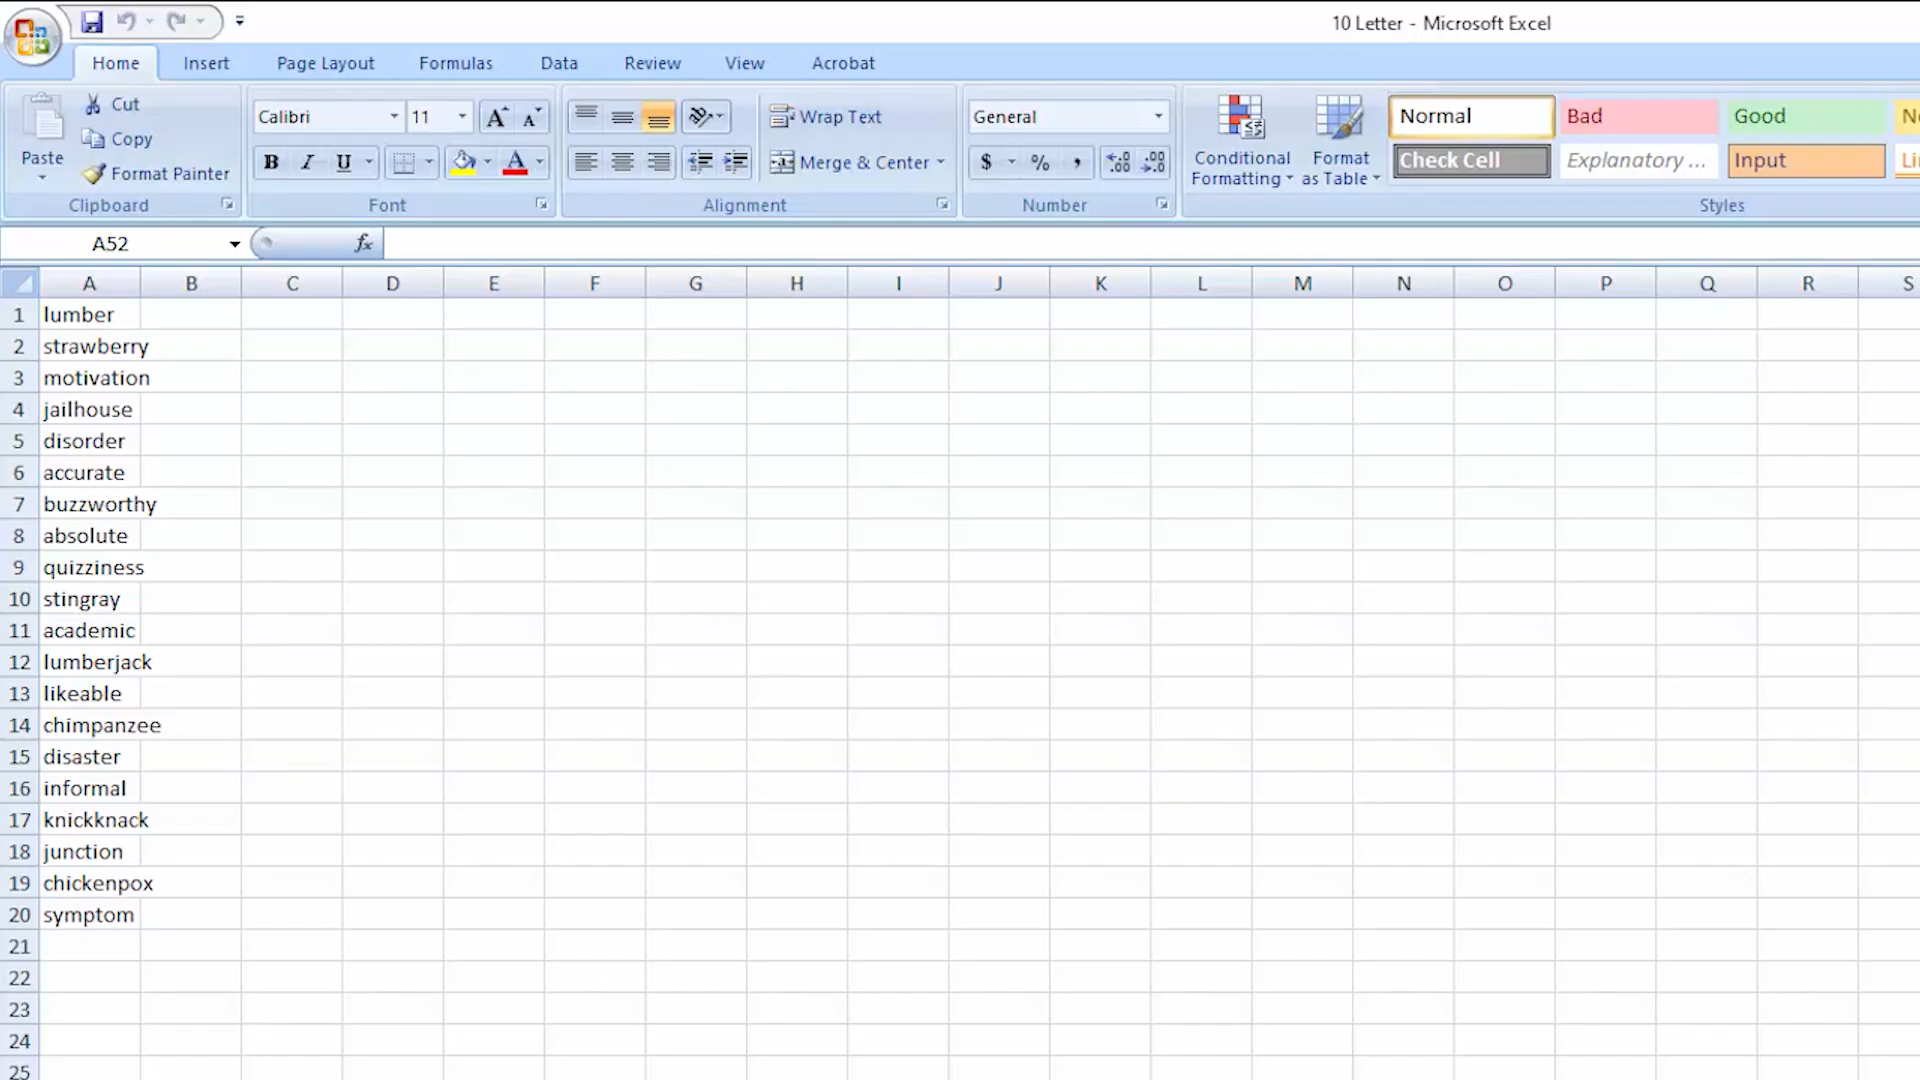 10 Letter - Microsoft Excel
Home Insert Page Layout Formulas Data Review View Acrobat
Paste
Cut
Copy
Format Painter
Clipboard
Calibri 11
B I U A
Font
Wrap Text
Merge & Center
Alignment
General
$ % ,
Number
Conditional Formatting
Format as Table
Normal Bad Good
Check Cell Explanatory ... Input
Styles
A52 fx
A B C D E F G H I J K L M N O P Q R S
1 lumber
2 strawberry
3 motivation
4 jailhouse
5 disorder
6 accurate
7 buzzworthy
8 absolute
9 quizziness
10 stingray
11 academic
12 lumberjack
13 likeable
14 chimpanzee
15 disaster
16 informal
17 knickknack
18 junction
19 chickenpox
20 symptom
21
22
23
24
25